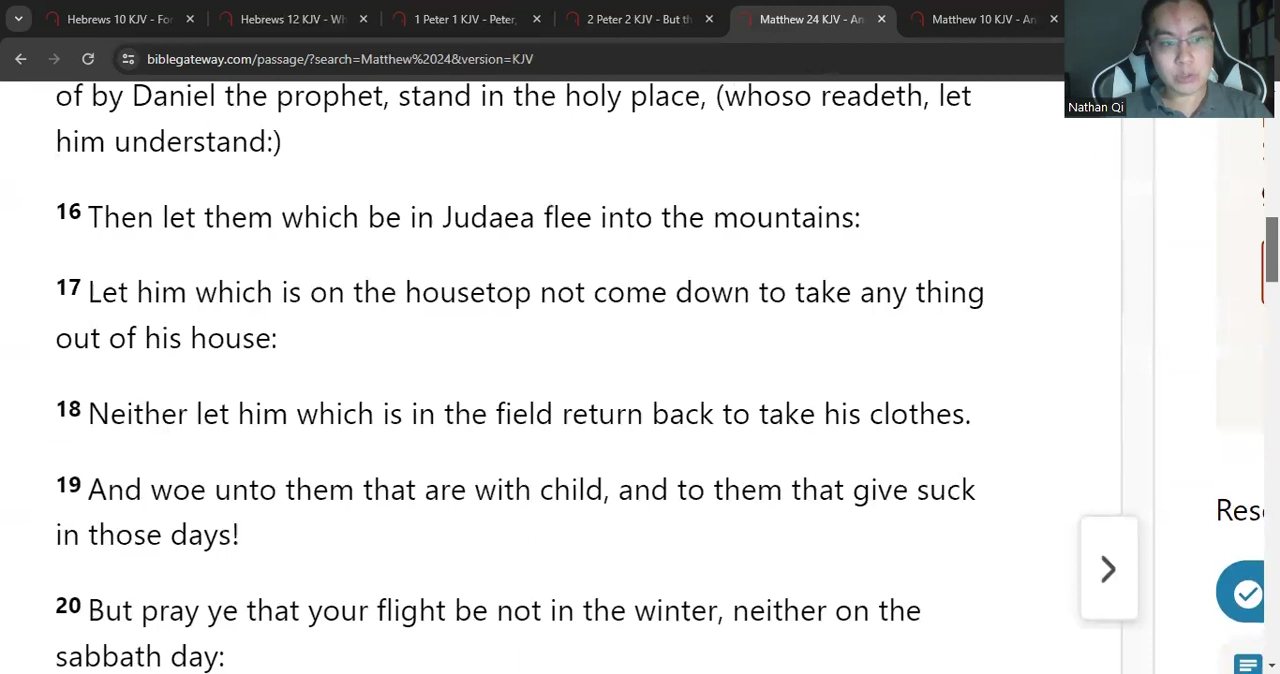 Hebrews 10 KJV - For
Hebrews 12 KJV - Wh
1 Peter 1 KJV - Peter,
2 Peter 2 KJV - But th
Matthew 24 KJV - An
Matthew 10 KJV - An
biblegateway.com/passage/?search=Matthew%2024&version=KJV
Nathan Qi
of by Daniel the prophet, stand in the holy place, (whoso readeth, let
him understand:)
16 Then let them which be in Judaea flee into the mountains:
17 Let him which is on the housetop not come down to take any thing
out of his house:
18 Neither let him which is in the field return back to take his clothes.
19 And woe unto them that are with child, and to them that give suck
in those days!
20 But pray ye that your flight be not in the winter, neither on the
sabbath day:
Res